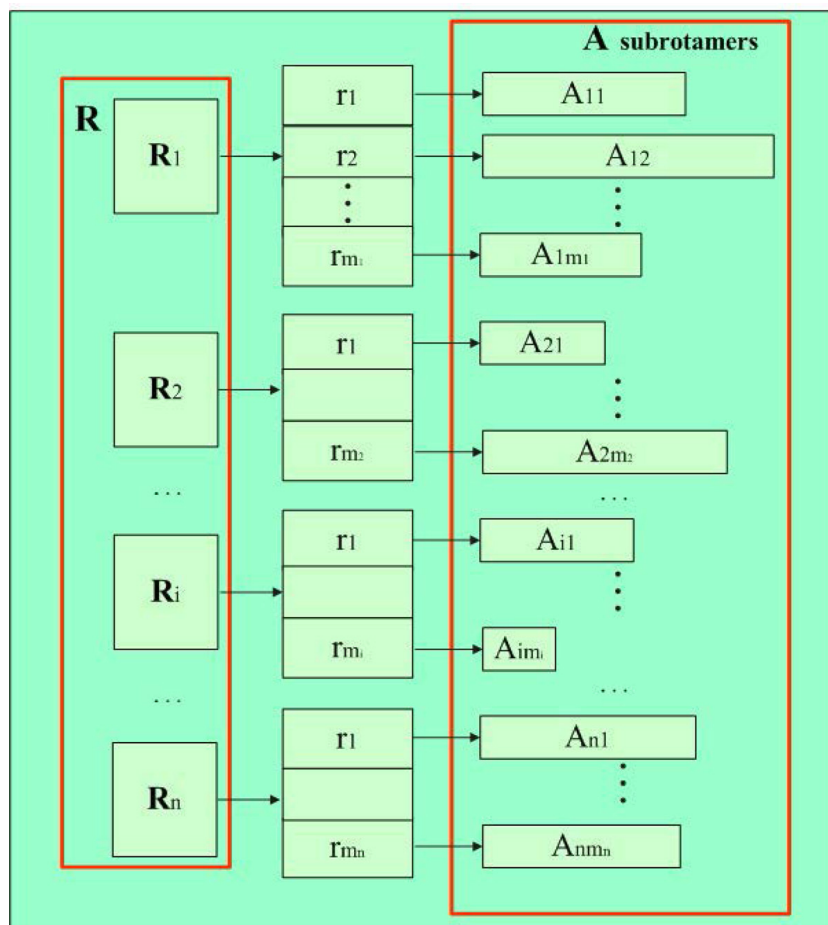 A subrotamers
R
R1
r1
A11
r2
A12
rm1
A1m1
R2
r1
A21
rm2
A2m2
...
...
Ri
r1
Ai1
rmi
Aimi
...
...
Rn
r1
An1
rmn
Anmn